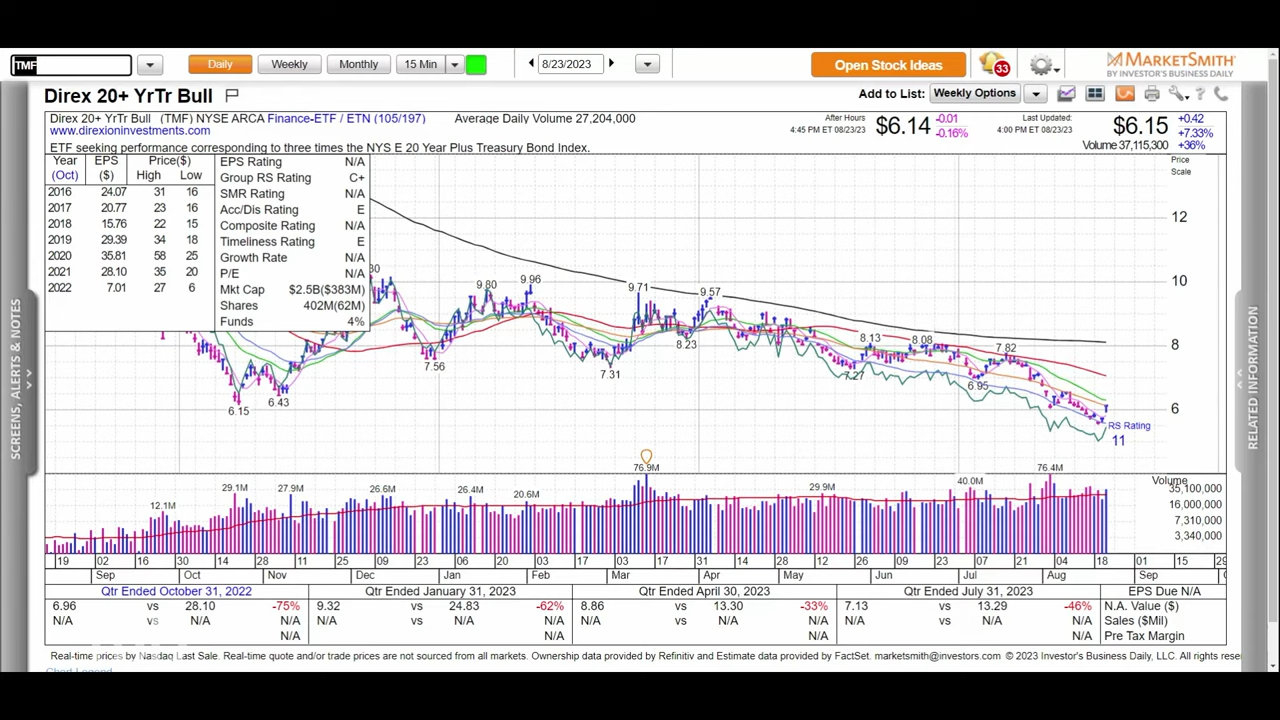 TMF Daily Weekly Monthly 15 Min 8/23/2023 Open Stock Ideas 33 MARKETSMITH
BY INVESTOR'S BUSINESS DAILY
Direx 20+ YrTr Bull Add to List: Weekly Options
Direx 20+ YrTr Bull (TMF) NYSE ARCA Finance-ETF / ETN (105/197) Average Daily Volume 27,204,000
www.direxioninvestments.com
ETF seeking performance corresponding to three times the NYS E 20 Year Plus Treasury Bond Index.
After Hours
4:45 PM ET 08/23/23
$6.14 -0.01
-0.16%
Last Updated:
4:00 PM ET 08/23/23
$6.15 +0.42
+7.33%
Volume 37,115,300 +36%
Year EPS Price($)
(Oct) ($) High Low
2016 24.07 31 16
2017 20.77 23 16
2018 15.76 22 15
2019 29.39 34 18
2020 35.81 58 25
2021 28.10 35 20
2022 7.01 27 6
EPS Rating N/A
Group RS Rating C+
SMR Rating N/A
Acc/Dis Rating E
Composite Rating N/A
Timeliness Rating E
Growth Rate N/A
P/E N/A
Mkt Cap $2.5B($383M)
Shares 402M(62M)
Funds 4%
Price
Scale
12
10
8
6
9.80 9.96 9.71 9.57
8.13 8.08 7.82
8.23
7.56 7.31 7.27 6.95
6.15 6.43
RS Rating
11
76.9M 76.4M
12.1M 29.1M 27.9M 26.6M 26.4M 20.6M 29.9M 40.0M
Volume
35,100,000
16,000,000
7,310,000
3,340,000
19 02 16 30 14 28 11 25 09 23 06 20 03 17 03 17 31 14 28 12 26 09 23 07 21 04 18 01 15 29
Sep Oct Nov Dec Jan Feb Mar Apr May Jun Jul Aug Sep
Qtr Ended October 31, 2022 Qtr Ended January 31, 2023 Qtr Ended April 30, 2023 Qtr Ended July 31, 2023 EPS Due N/A
6.96 vs 28.10 -75% 9.32 vs 24.83 -62% 8.86 vs 13.30 -33% 7.13 vs 13.29 -46% N.A. Value ($)
N/A vs N/A N/A N/A vs N/A N/A N/A vs N/A N/A N/A vs N/A N/A Sales ($Mil)
N/A N/A N/A N/A Pre Tax Margin
Real-time prices by Nasdaq Last Sale. Real-time quote and/or trade prices are not sourced from all markets. Ownership data provided by Refinitiv and Estimate data provided by FactSet. marketsmith@investors.com © 2023 Investor's Business Daily, LLC. All rights rese
Chart Legend
SCREENS, ALERTS & NOTES
RELATED INFORMATION